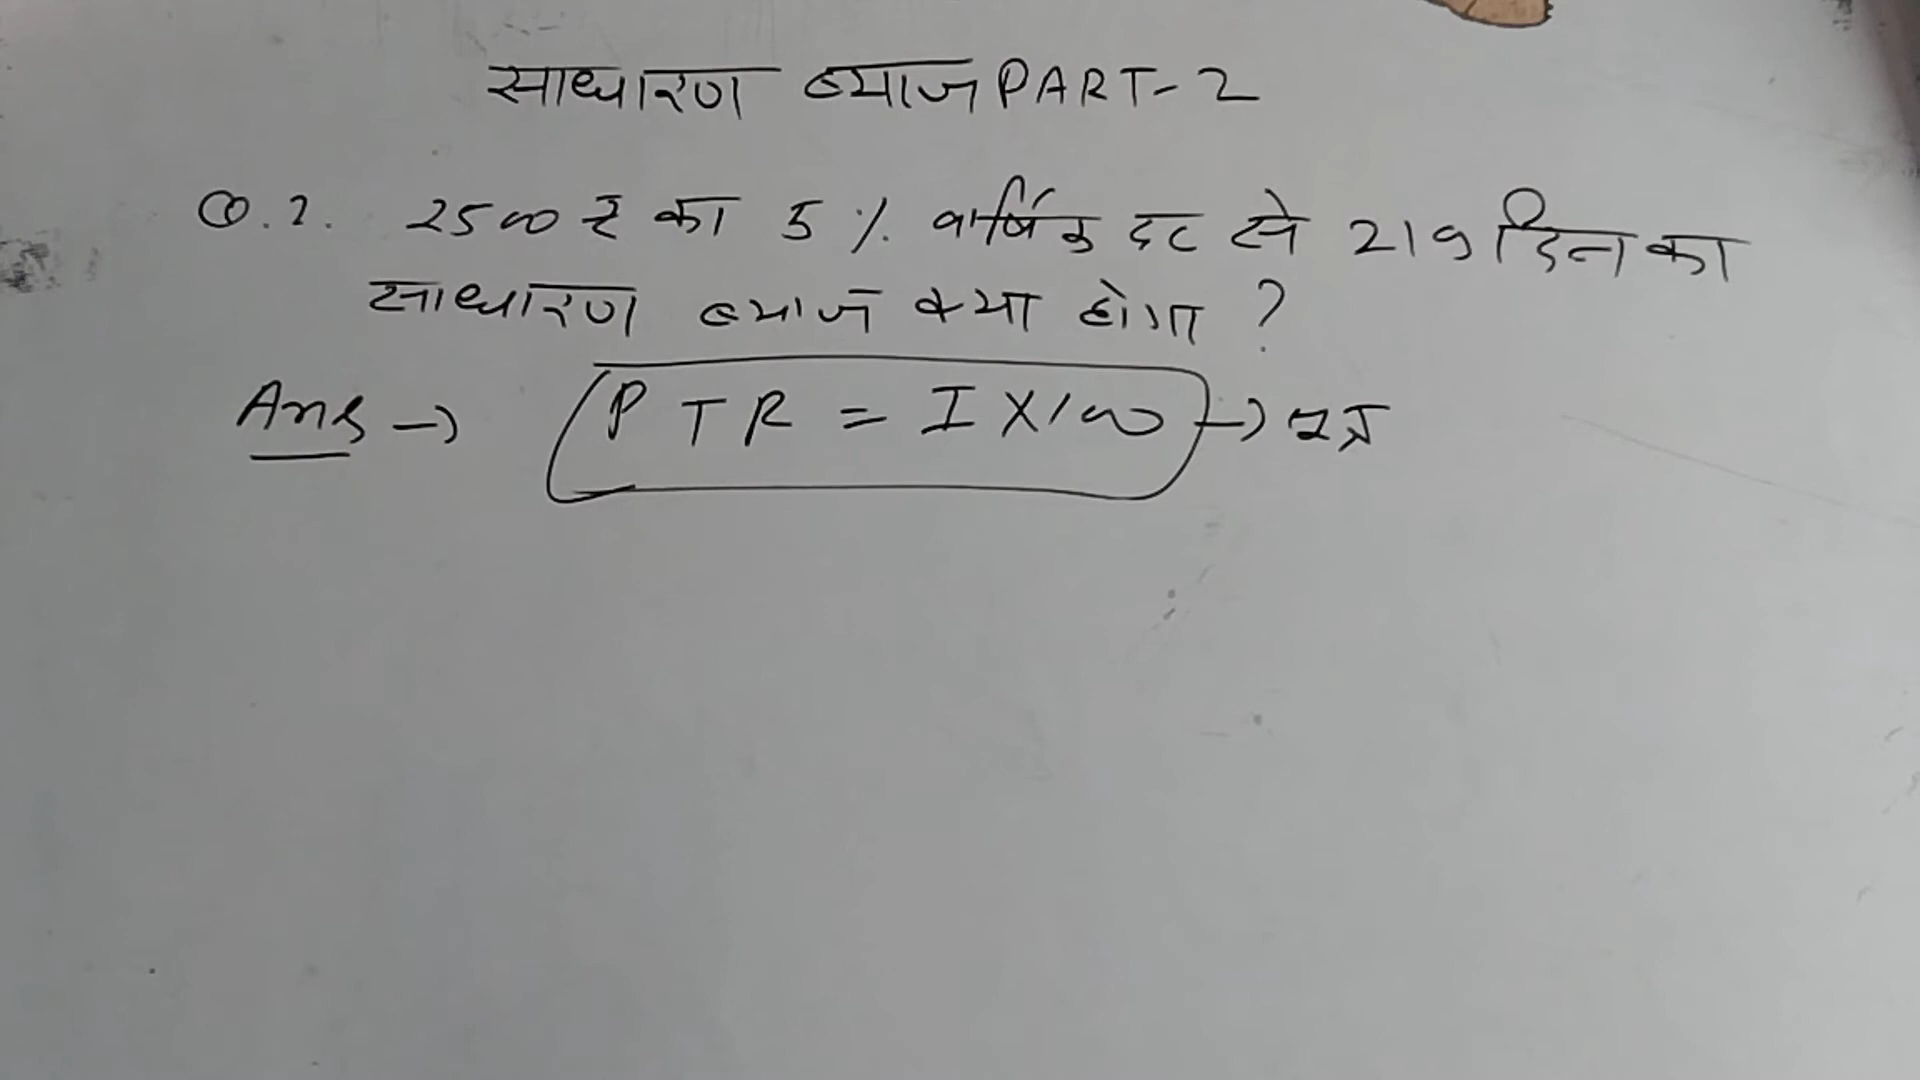 साधारण ब्याज PART-2
Q.2. 2500 ₹ का 5 % वार्षिक दर से 219 दिन का
साधारण ब्याज क्या होगा ?
Ans → PTR = I X 100 → सूत्र